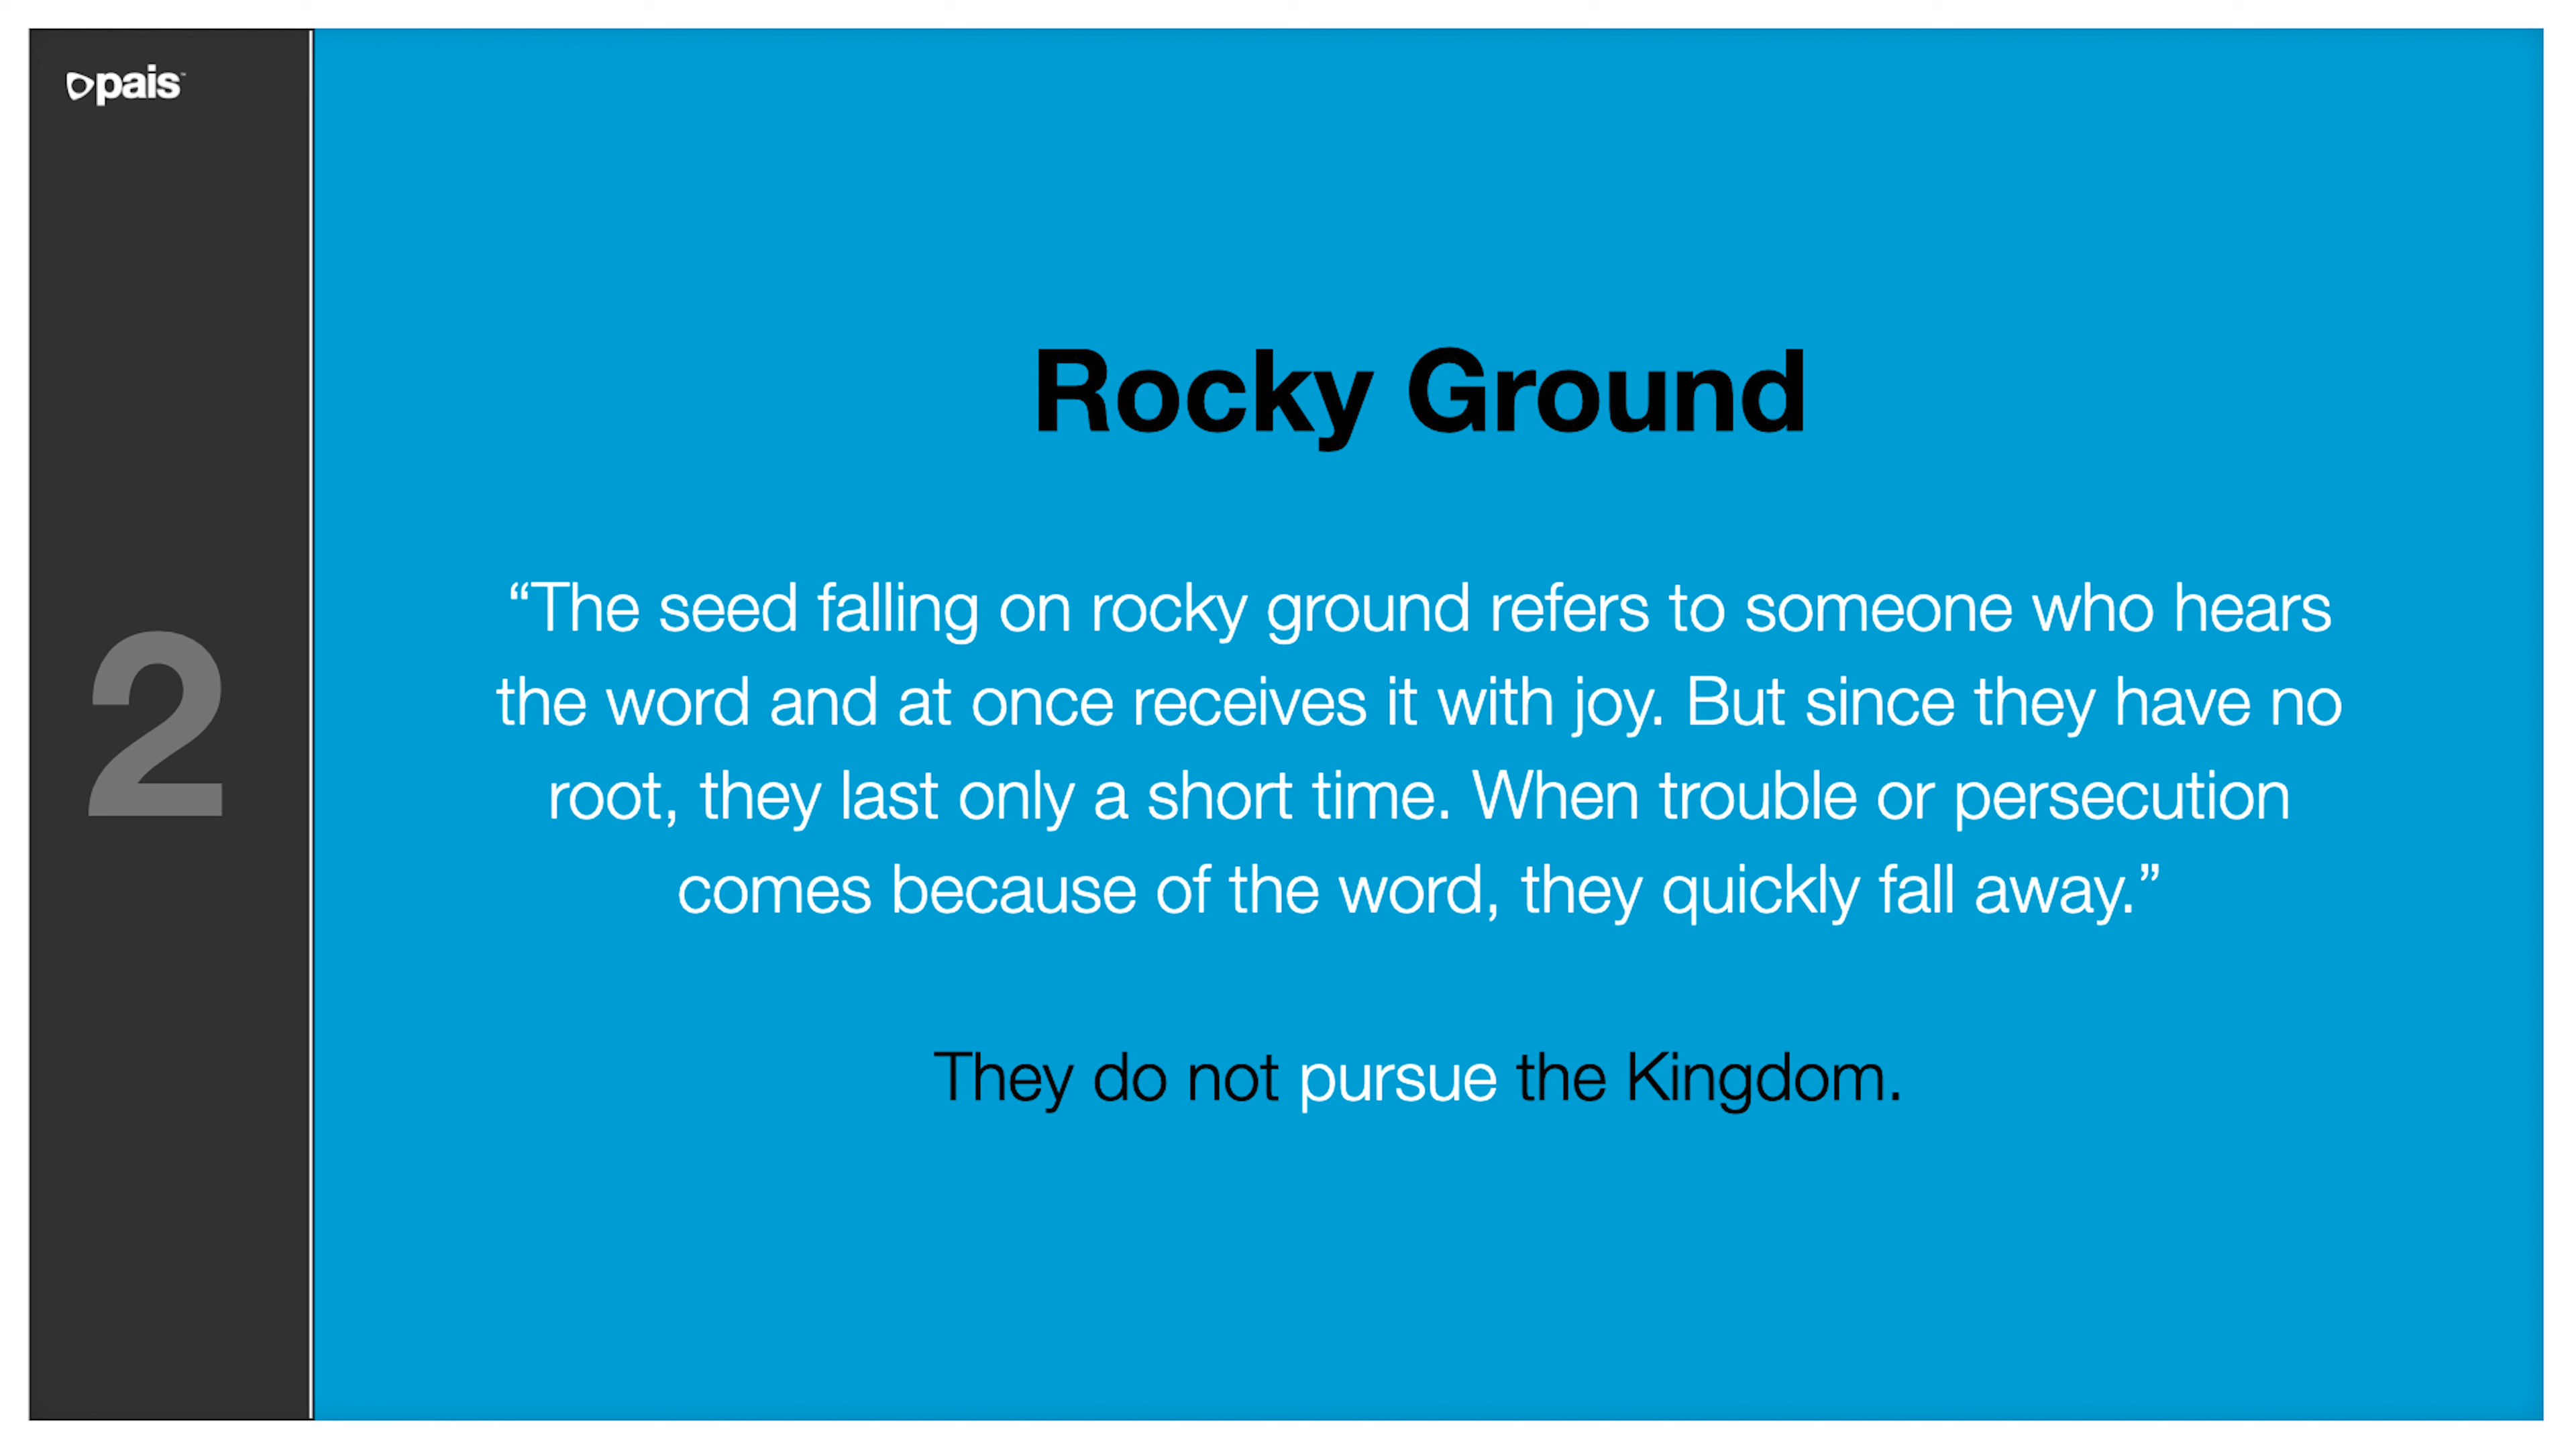 pais™
2
Rocky Ground
“The seed falling on rocky ground refers to someone who hears
the word and at once receives it with joy. But since they have no
root, they last only a short time. When trouble or persecution
comes because of the word, they quickly fall away.”
They do not pursue the Kingdom.